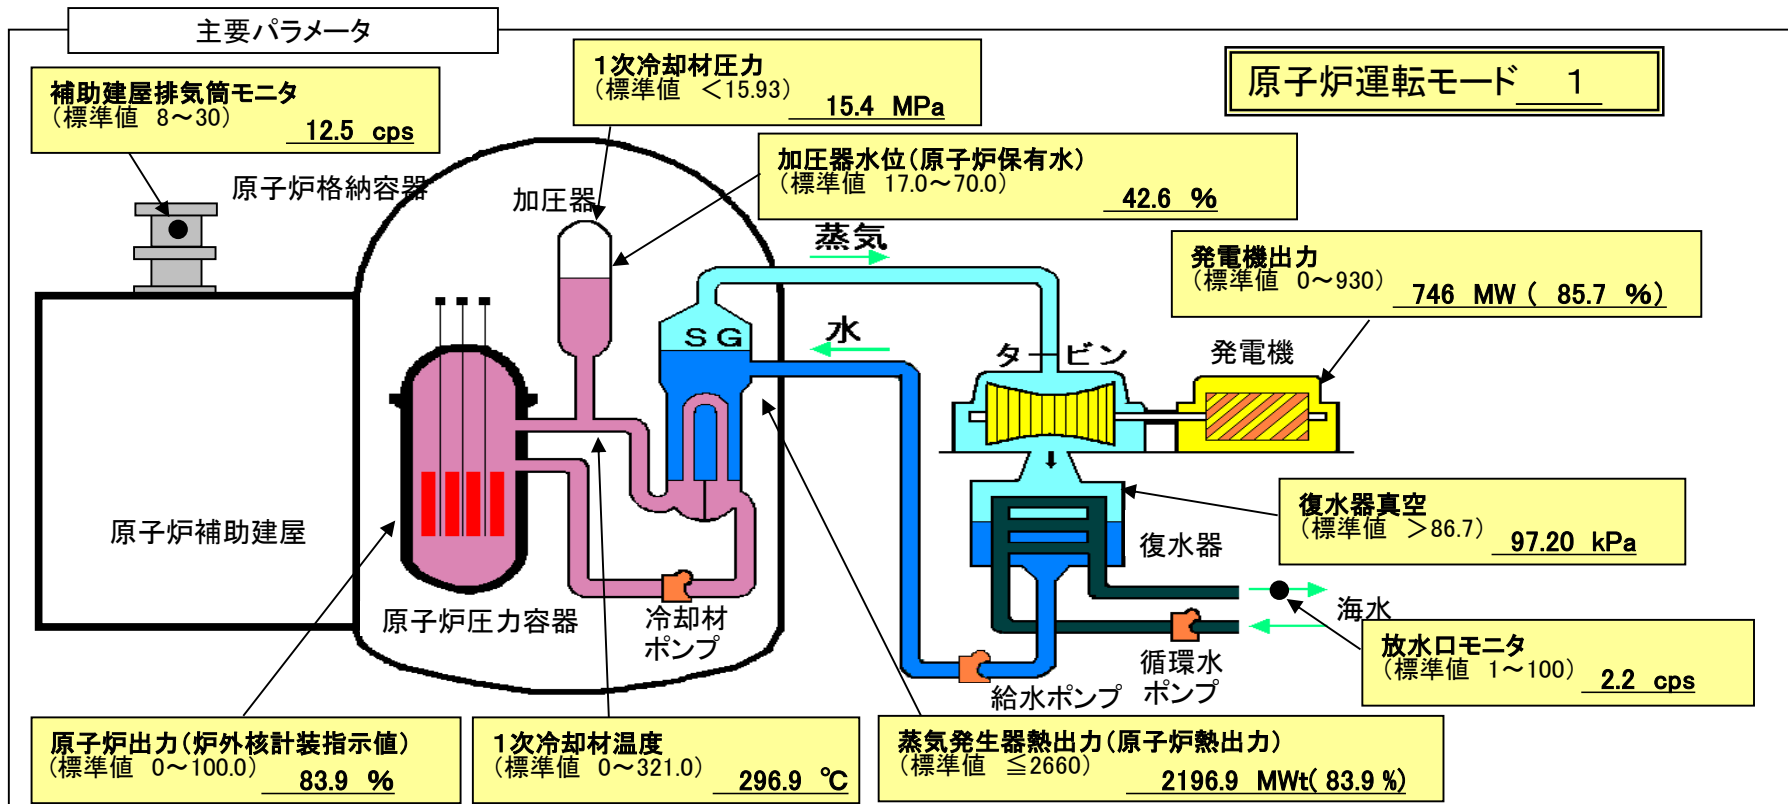 主要パラメータ
補助建屋排気筒モニタ
(標準値 8～30)
12.5 cps
1次冷却材圧力
(標準値 <15.93)
15.4 MPa
原子炉運転モード 1
加圧器水位(原子炉保有水)
(標準値 17.0～70.0)
42.6 %
原子炉格納容器
加圧器
蒸気
発電機出力
(標準値 0～930)
746 MW ( 85.7 %)
SG
水
タービン
発電機
原子炉補助建屋
復水器真空
(標準値 >86.7)
97.20 kPa
復水器
海水
原子炉圧力容器
冷却材
ポンプ
給水ポンプ
循環水
ポンプ
放水口モニタ
(標準値 1～100)
2.2 cps
原子炉出力(炉外核計装指示値)
(標準値 0～100.0)
83.9 %
1次冷却材温度
(標準値 0～321.0)
296.9 ℃
蒸気発生器熱出力(原子炉熱出力)
(標準値 ≦2660)
2196.9 MWt( 83.9 %)